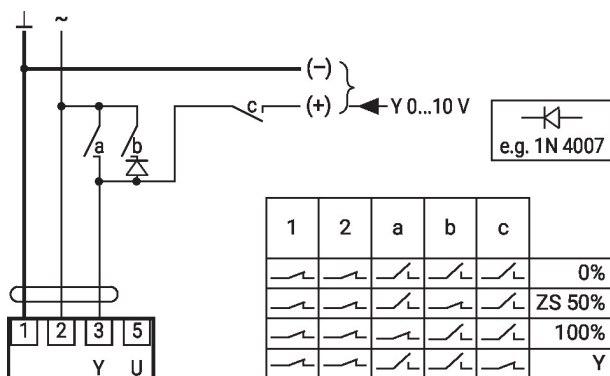 ⊥ ~
(–)
(+)
Y 0...10 V
c
a
b
e.g. 1N 4007
1 2 a b c
0%
ZS 50%
100%
Y
1 2 3 5
Y U